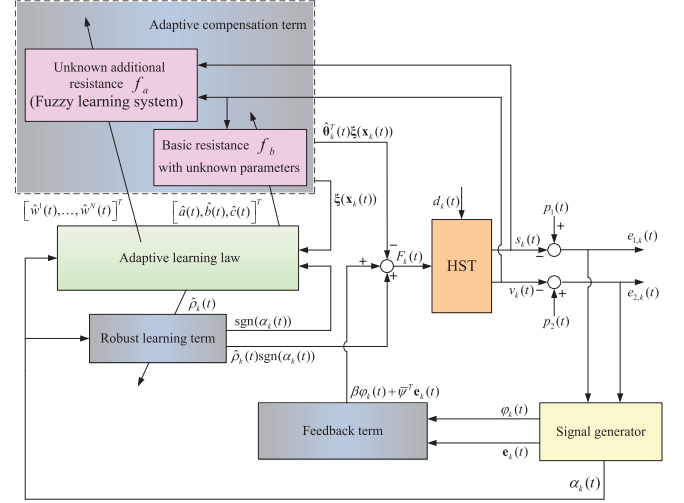 Adaptive compensation term
Unknown additional
resistance f_a
(Fuzzy learning system)
Basic resistance f_b
with unknown parameters
θ̂_k^T(t)ξ(x_k(t))
ξ(x_k(t))
[ŵ^1(t),...,ŵ^N(t)]^T
[â(t),b̂(t),ĉ(t)]^T
d_k(t)
p_1(t)
+
−
s_k(t)
−
e_{1,k}(t)
Adaptive learning law
+
F_k(t)
+
HST
v_k(t)
−
+
e_{2,k}(t)
p_2(t)
ρ̂_k(t)
sgn(α_k(t))
Robust learning term
ρ̂_k(t)sgn(α_k(t))
βφ_k(t)+ψ̄^T e_k(t)
φ_k(t)
Feedback term
Signal generator
e_k(t)
α_k(t)